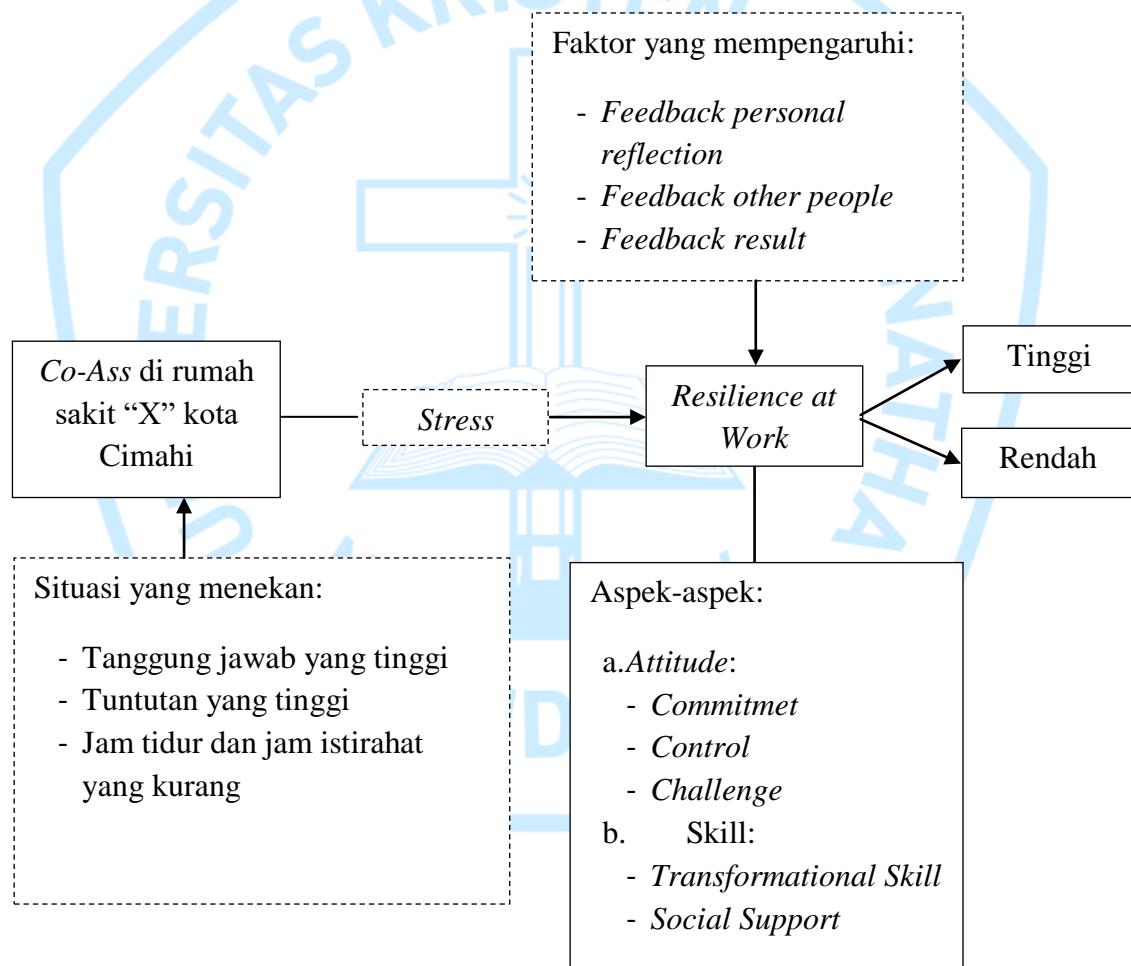 Faktor yang mempengaruhi:
- Feedback personal
reflection
- Feedback other people
- Feedback result
Co-Ass di rumah
sakit “X” kota
Cimahi
Stress
Resilience at
Work
Tinggi
Rendah
Situasi yang menekan:
- Tanggung jawab yang tinggi
- Tuntutan yang tinggi
- Jam tidur dan jam istirahat
yang kurang
Aspek-aspek:
a.Attitude:
- Commitmet
- Control
- Challenge
b. Skill:
- Transformational Skill
- Social Support